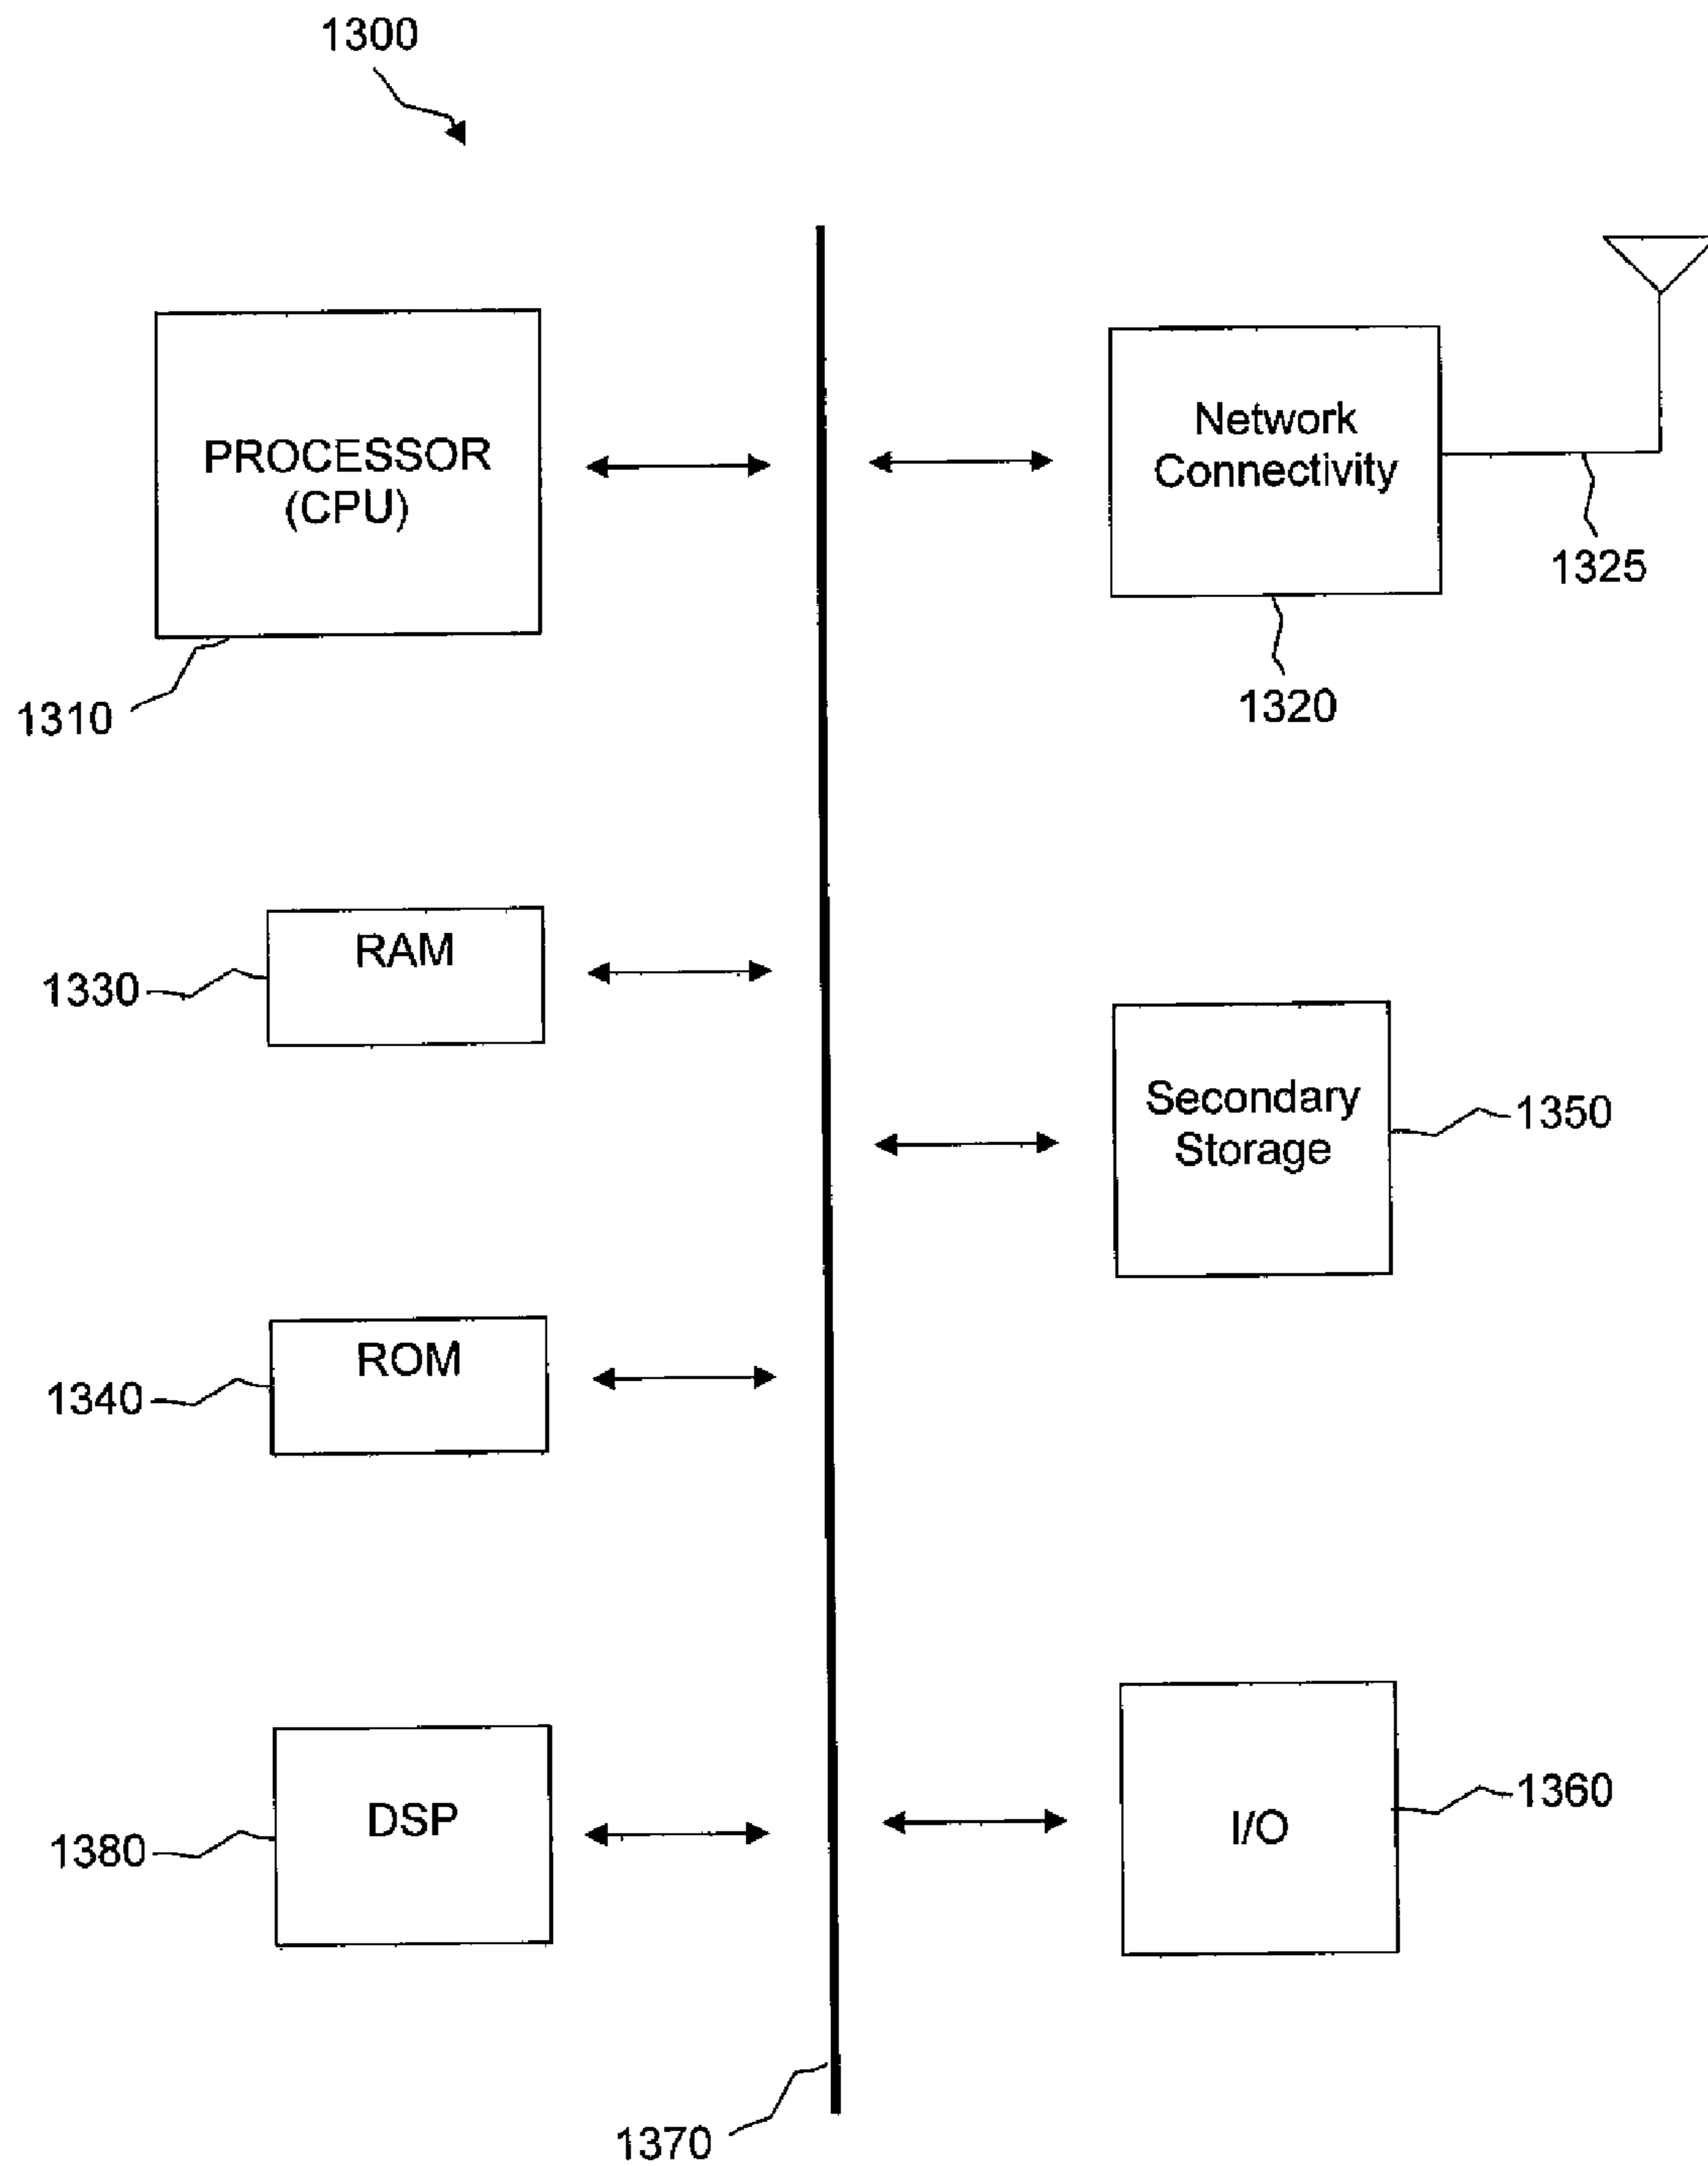 1300
PROCESSOR
(CPU)
1310
Network
Connectivity
1325
1320
RAM
1330
Secondary
Storage
1350
ROM
1340
DSP
1380
I/O
1360
1370